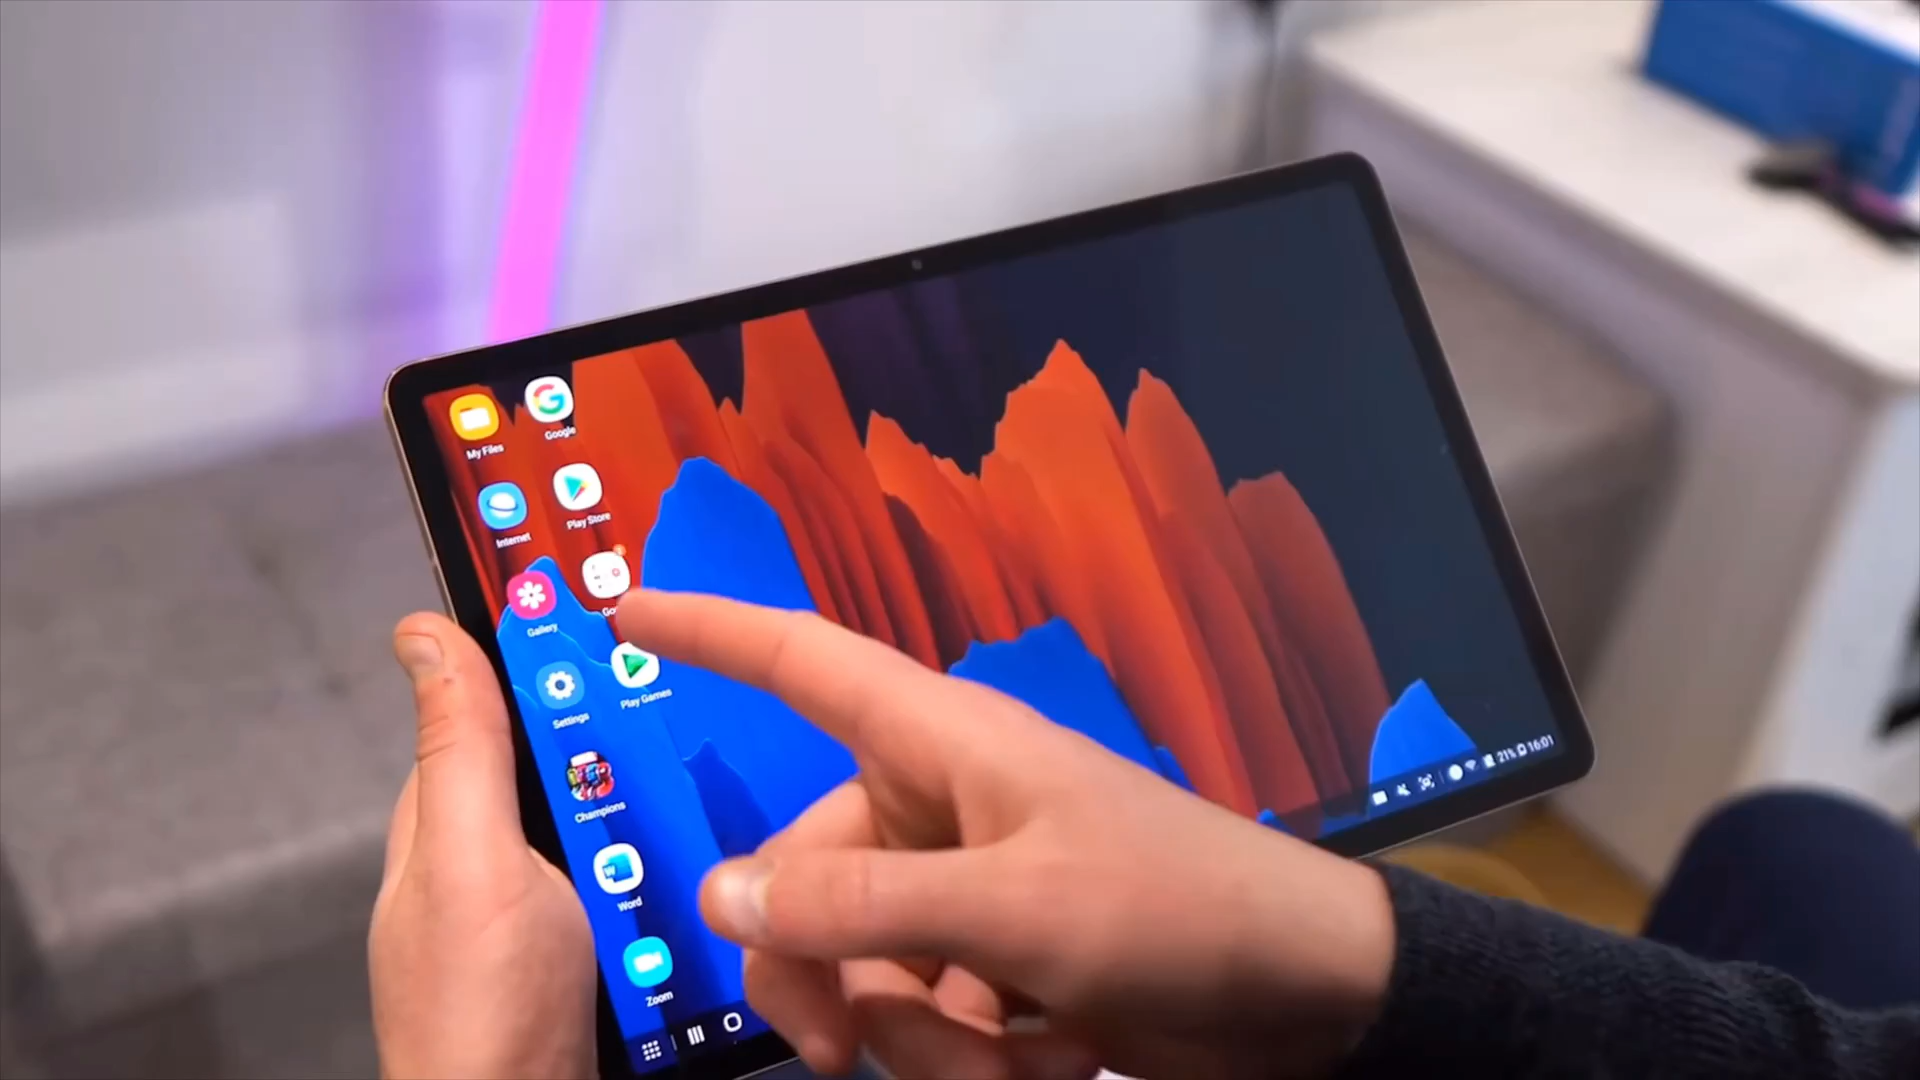 My Files
Google
Internet
Play Store
Gallery
Settings
Play Games
Champions
W
Word
Zoom
21% 16:01